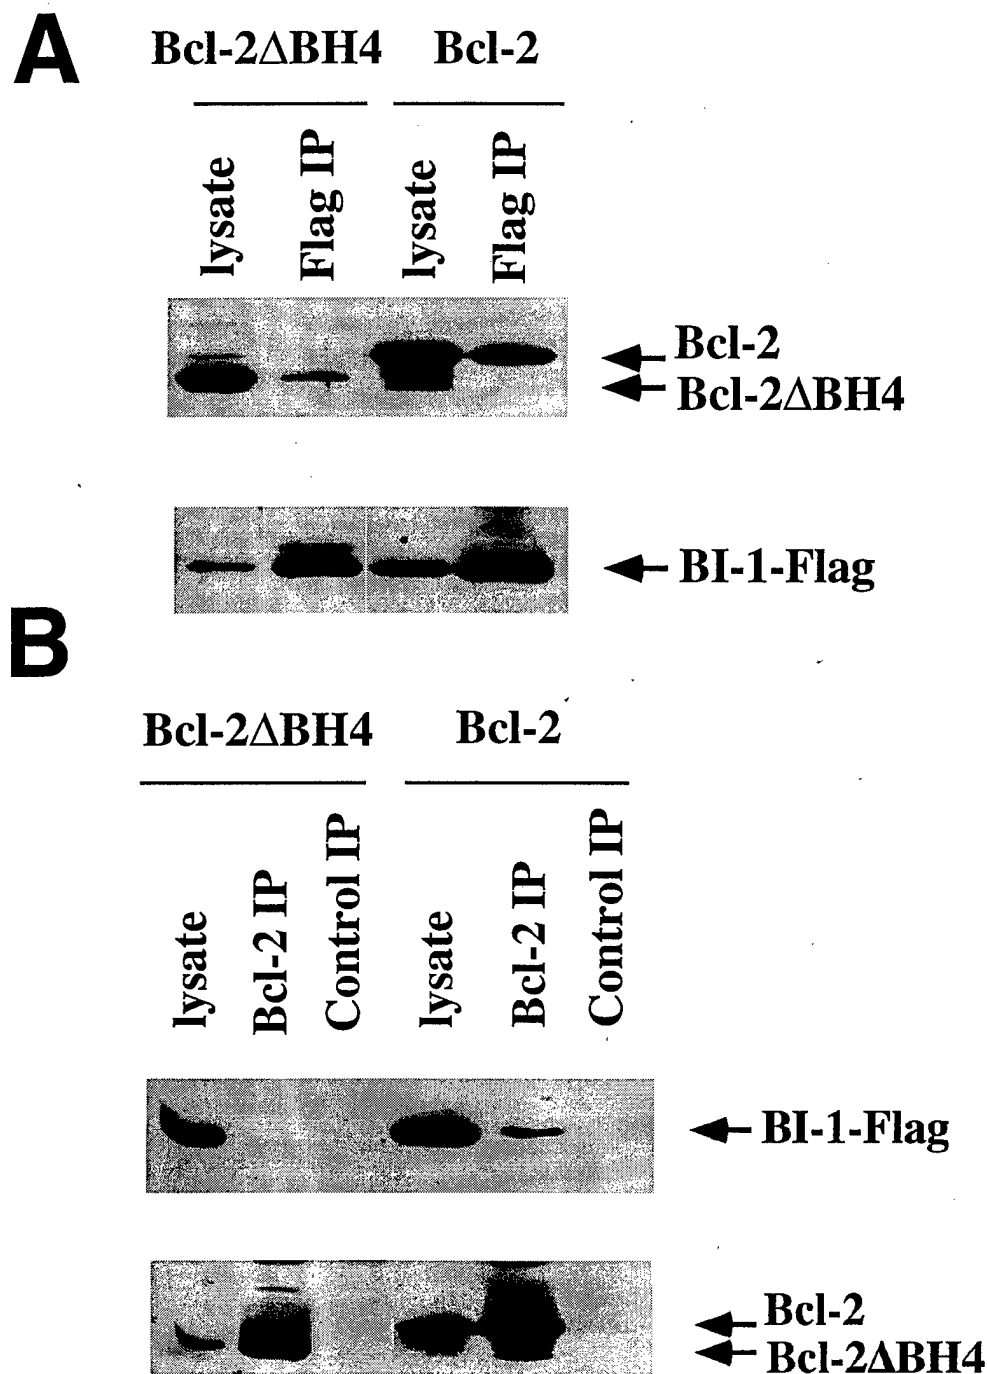 A
Bcl-2ΔBH4 Bcl-2
lysate Flag IP lysate Flag IP
Bcl-2
Bcl-2ΔBH4
BI-1-Flag
B
Bcl-2ΔBH4 Bcl-2
lysate Bcl-2 IP Control IP lysate Bcl-2 IP Control IP
BI-1-Flag
Bcl-2
Bcl-2ΔBH4